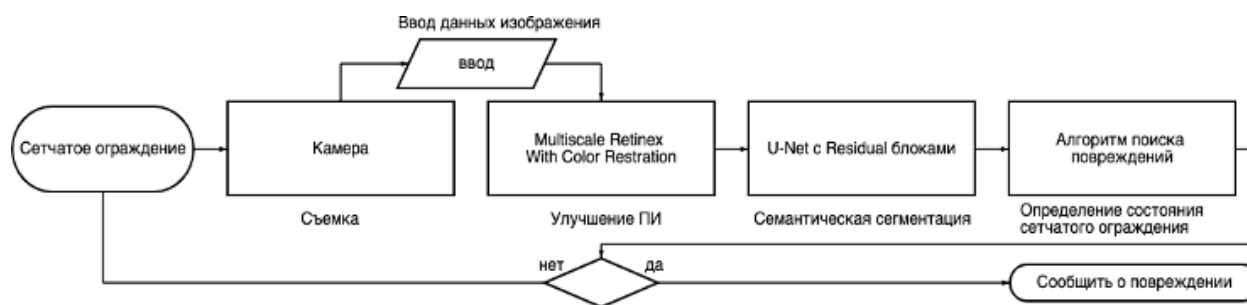 Ввод данных изображения
ввод
Сетчатое ограждение
Камера
Multiscale Retinex
With Color Restration
U-Net с Residual блоками
Алгоритм поиска
повреждений
Съемка
Улучшение ПИ
Семантическая сегментация
Определение состояния
сетчатого ограждения
нет
да
Сообщить о повреждении